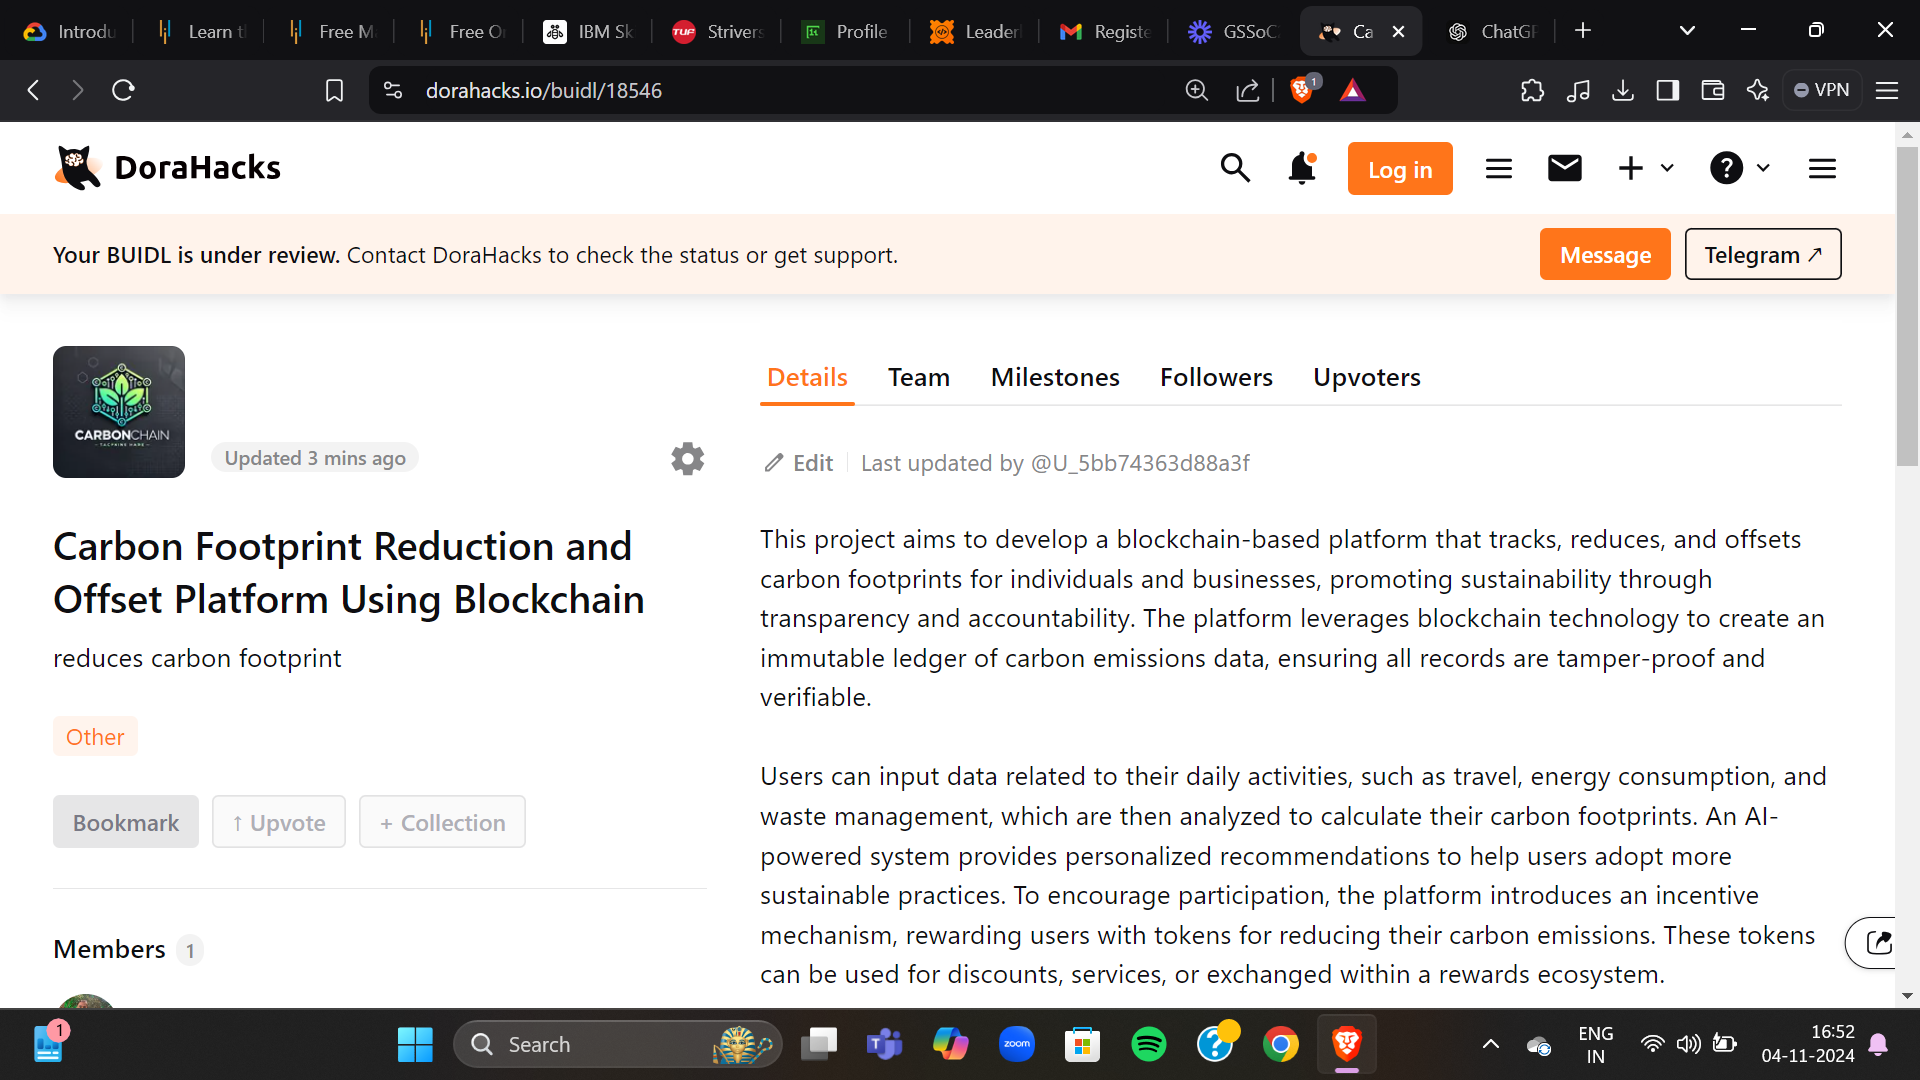 Introdu
Learn t
Free M
Free O
IBM Sk
TUF
Strivers
Profile
Leader
Registe
GSSoC
Ca
ChatGP
dorahacks.io/buidl/18546
1
VPN
DoraHacks
Log in
Your BUIDL is under review. Contact DoraHacks to check the status or get support.
Message
Telegram ↗
CARBONCHAIN
Updated 3 mins ago
Details
Team
Milestones
Followers
Upvoters
Edit
Last updated by @U_5bb74363d88a3f
Carbon Footprint Reduction and
Offset Platform Using Blockchain
reduces carbon footprint
Other
Bookmark
↑ Upvote
+ Collection
Members 1
This project aims to develop a blockchain-based platform that tracks, reduces, and offsets
carbon footprints for individuals and businesses, promoting sustainability through
transparency and accountability. The platform leverages blockchain technology to create an
immutable ledger of carbon emissions data, ensuring all records are tamper-proof and
verifiable.
Users can input data related to their daily activities, such as travel, energy consumption, and
waste management, which are then analyzed to calculate their carbon footprints. An AI-
powered system provides personalized recommendations to help users adopt more
sustainable practices. To encourage participation, the platform introduces an incentive
mechanism, rewarding users with tokens for reducing their carbon emissions. These tokens
can be used for discounts, services, or exchanged within a rewards ecosystem.
1
Search
zoom
ENG
IN
16:52
04-11-2024